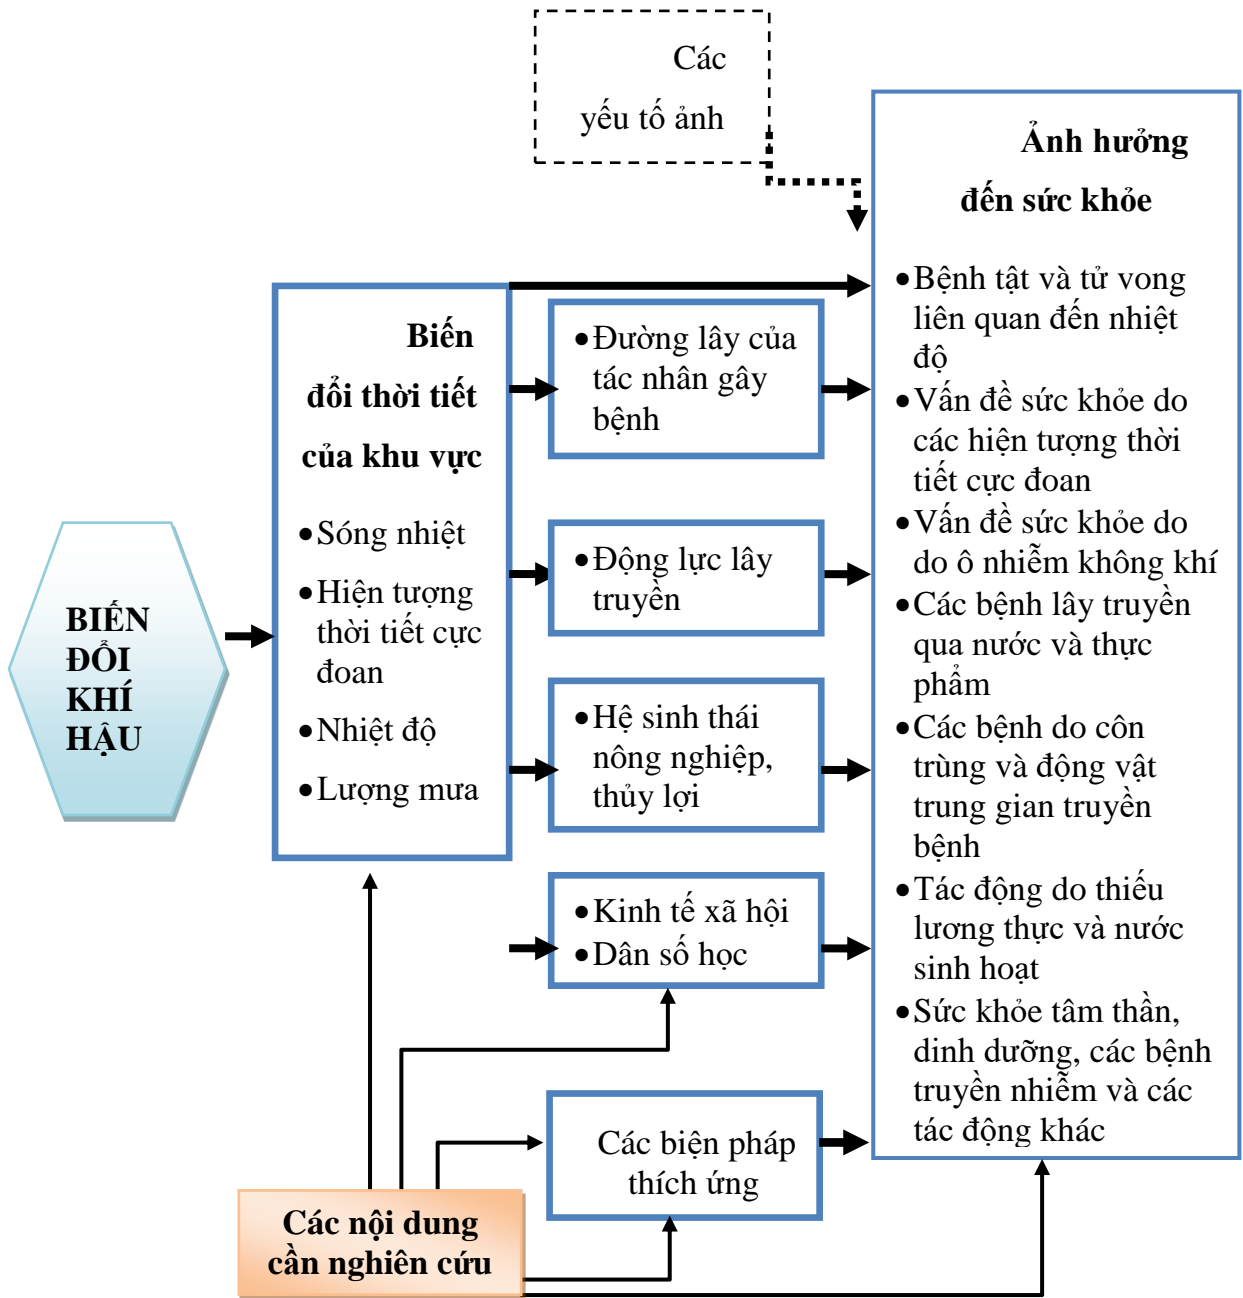 Các
yếu tố ảnh
Ảnh hưởng
đến sức khỏe
•Bệnh tật và tử vong
liên quan đến nhiệt
độ
•Vấn đề sức khỏe do
các hiện tượng thời
tiết cực đoan
•Vấn đề sức khỏe do
do ô nhiễm không khí
•Các bệnh lây truyền
qua nước và thực
phẩm
•Các bệnh do côn
trùng và động vật
trung gian truyền
bệnh
•Tác động do thiếu
lương thực và nước
sinh hoạt
•Sức khỏe tâm thần,
dinh dưỡng, các bệnh
truyền nhiễm và các
tác động khác
Biến
đổi thời tiết
của khu vực
•Sóng nhiệt
•Hiện tượng
thời tiết cực
đoan
•Nhiệt độ
•Lượng mưa
•Đường lây của
tác nhân gây
bệnh
•Động lực lây
truyền
•Hệ sinh thái
nông nghiệp,
thủy lợi
•Kinh tế xã hội
•Dân số học
Các biện pháp
thích ứng
BIẾN
ĐỔI
KHÍ
HẬU
Các nội dung
cần nghiên cứu